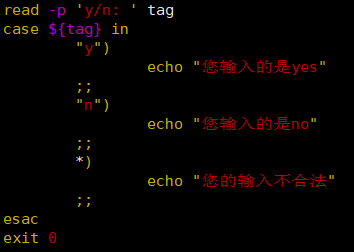 read -p 'y/n: ' tag
case ${tag} in
"y")
echo "您输入的是yes"
;;
"n")
echo "您输入的是no"
;;
*)
echo "您的输入不合法"
;;
esac
exit 0